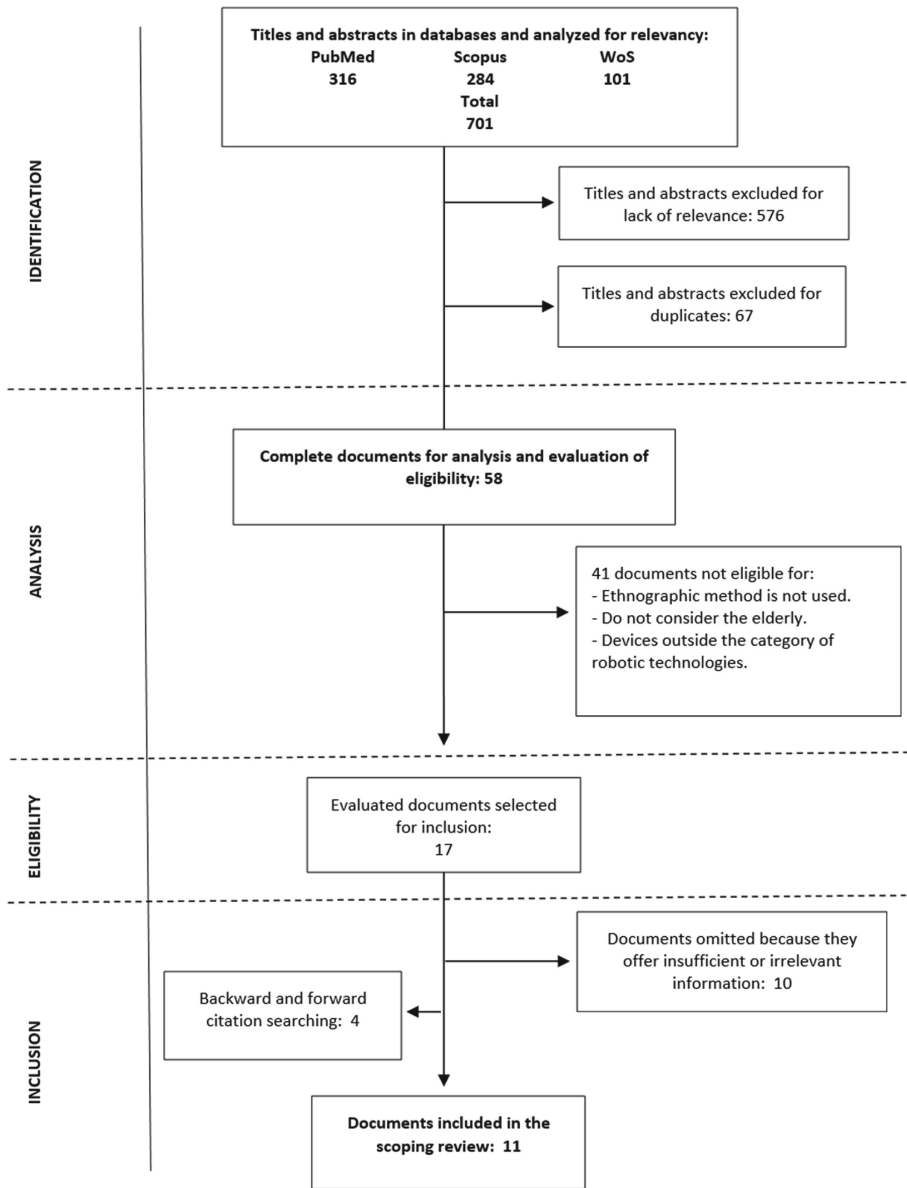 Titles and abstracts in databases and analyzed for relevancy:
PubMed Scopus WoS
316 284 101
Total
701
IDENTIFICATION
Titles and abstracts excluded for
lack of relevance: 576
Titles and abstracts excluded for
duplicates: 67
ANALYSIS
Complete documents for analysis and evaluation of
eligibility: 58
41 documents not eligible for:
- Ethnographic method is not used.
- Do not consider the elderly.
- Devices outside the category of
robotic technologies.
ELIGIBILITY
Evaluated documents selected
for inclusion:
17
INCLUSION
Documents omitted because they
offer insufficient or irrelevant
information: 10
Backward and forward
citation searching: 4
Documents included in the
scoping review: 11